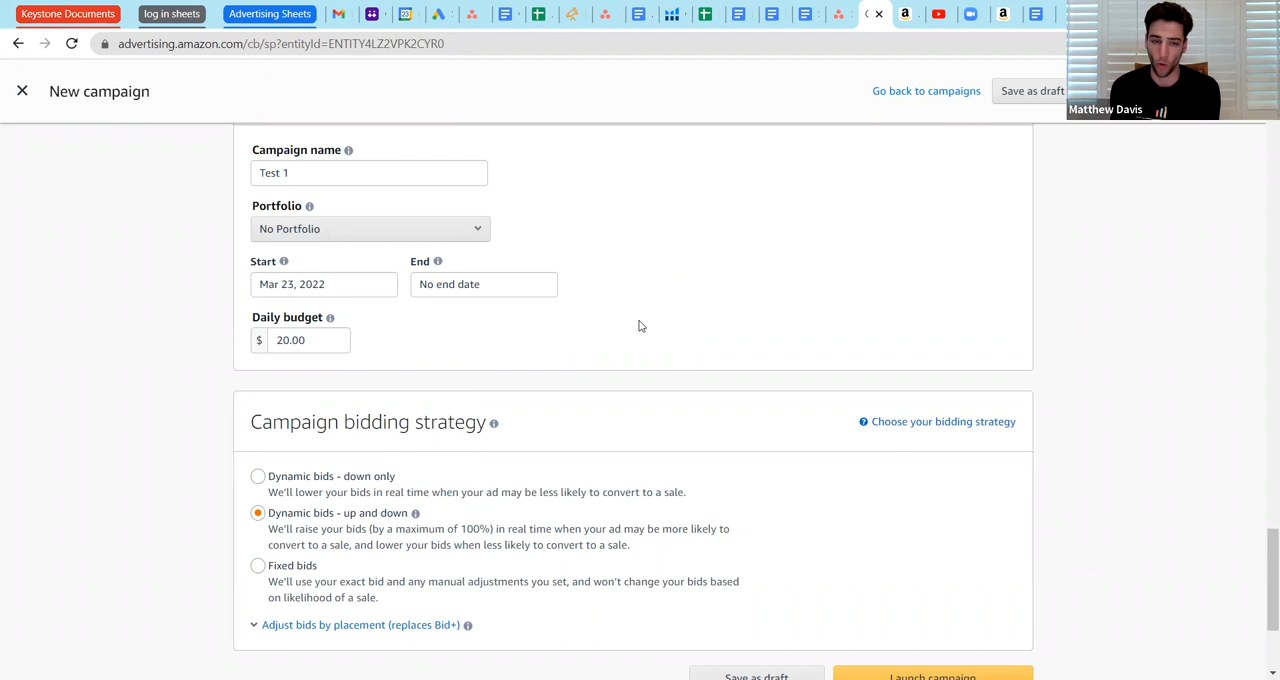 Keystone Documents
log in sheets
Advertising Sheets
advertising.amazon.com/cb/sp?entityId=ENTITY4LZ2VPK2CYR0
New campaign
Go back to campaigns
Save as draft
Matthew Davis
Campaign name
Test 1
Portfolio
No Portfolio
Start
End
Mar 23, 2022
No end date
Daily budget
$ 20.00
Campaign bidding strategy
Choose your bidding strategy
Dynamic bids - down only
We'll lower your bids in real time when your ad may be less likely to convert to a sale.
Dynamic bids - up and down
We'll raise your bids (by a maximum of 100%) in real time when your ad may be more likely to
convert to a sale, and lower your bids when less likely to convert to a sale.
Fixed bids
We'll use your exact bid and any manual adjustments you set, and won't change your bids based
on likelihood of a sale.
Adjust bids by placement (replaces Bid+)
Save as draft
Launch campaign